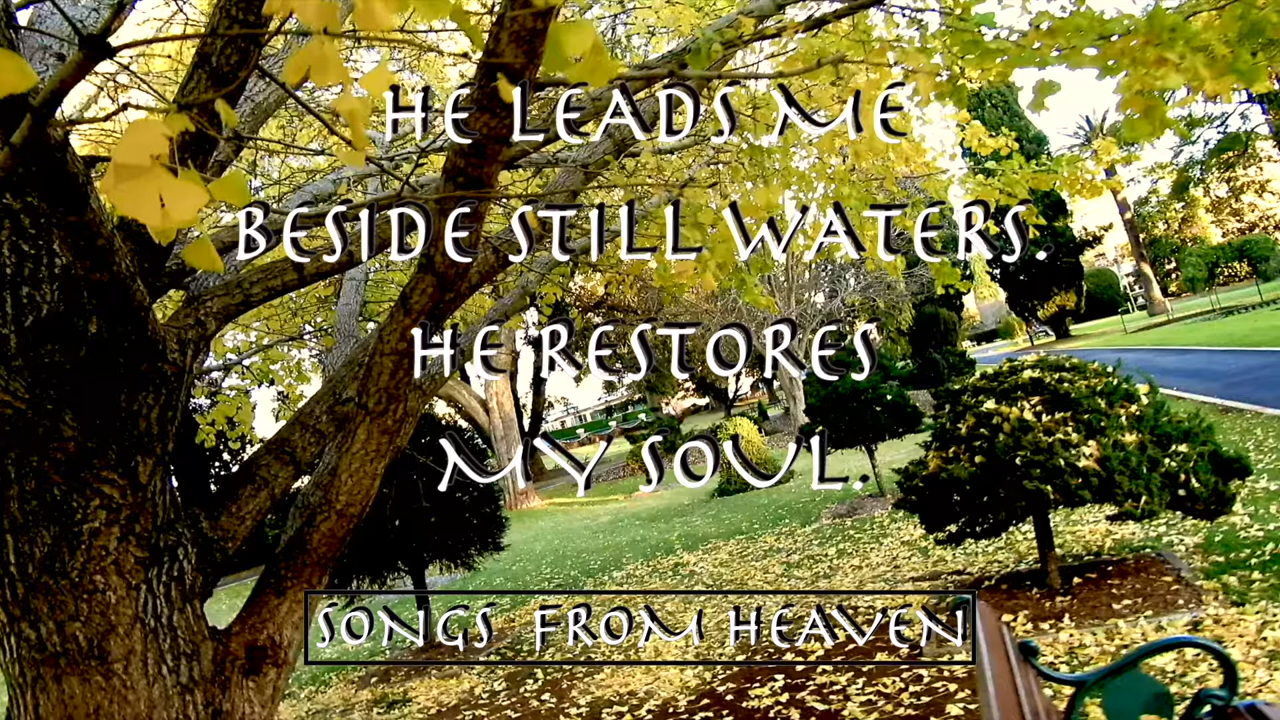 HE LEADS ME
BESIDE STILL WATERS.
HE RESTORES
MY SOUL.
SONGS FROM HEAVEN